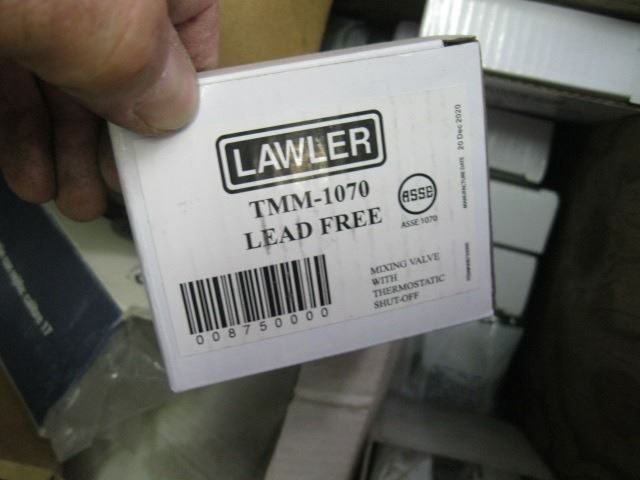 LAWLER
TMM-1070
LEAD FREE
ASSE
ASSE 1070
MANUFACTURE DATE 20 Dec 2020
008750000
MIXING VALVE
WITH
THERMOSTATIC
SHUT-OFF